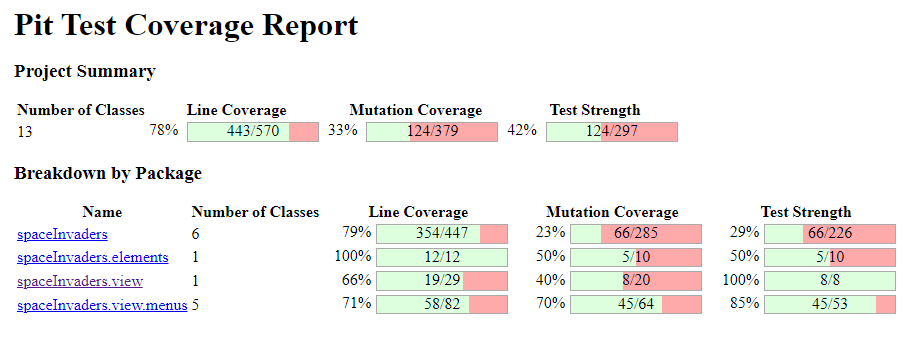 Pit Test Coverage Report
Project Summary
Number of Classes Line Coverage Mutation Coverage Test Strength
13 78% 443/570 33% 124/379 42% 124/297
Breakdown by Package
Name Number of Classes Line Coverage Mutation Coverage Test Strength
spaceInvaders 6 79% 354/447 23% 66/285 29% 66/226
spaceInvaders.elements 1 100% 12/12 50% 5/10 50% 5/10
spaceInvaders.view 1 66% 19/29 40% 8/20 100% 8/8
spaceInvaders.view.menus 5 71% 58/82 70% 45/64 85% 45/53